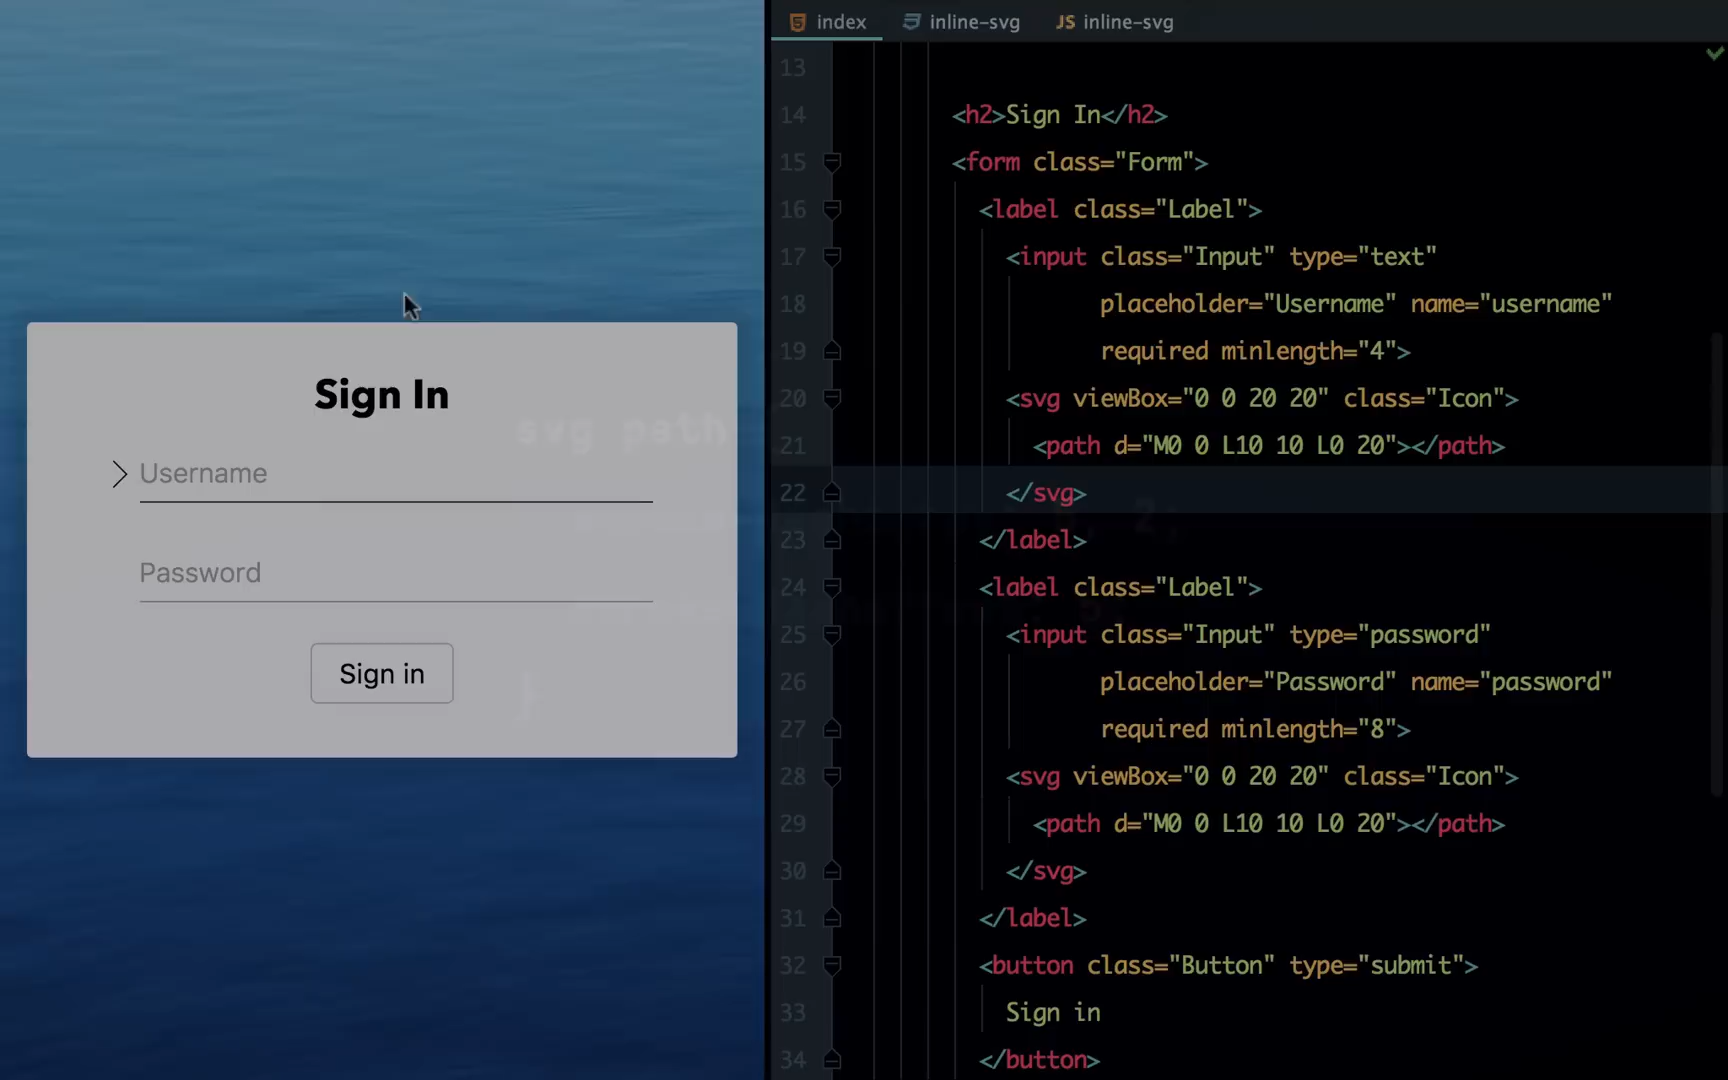 Sign In
Username
Password
Sign in
svg path
2;
}
index
inline-svg
JS inline-svg
13
14 <h2>Sign In</h2>
15 <form class="Form">
16 <label class="Label">
17 <input class="Input" type="text"
18 placeholder="Username" name="username"
19 required minlength="4">
20 <svg viewBox="0 0 20 20" class="Icon">
21 <path d="M0 0 L10 10 L0 20"></path>
22 </svg>
23 </label>
24 <label class="Label">
25 <input class="Input" type="password"
26 placeholder="Password" name="password"
27 required minlength="8">
28 <svg viewBox="0 0 20 20" class="Icon">
29 <path d="M0 0 L10 10 L0 20"></path>
30 </svg>
31 </label>
32 <button class="Button" type="submit">
33 Sign in
34 </button>